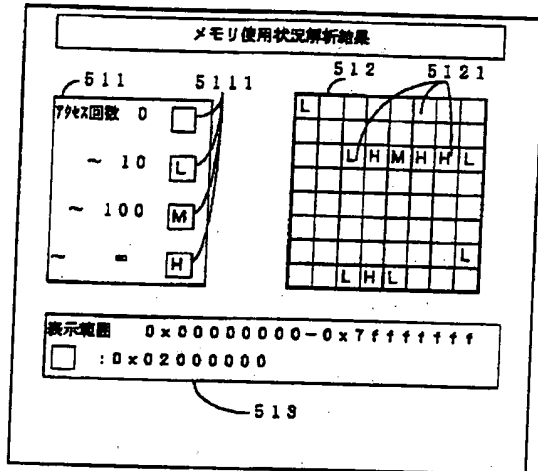 メモリ使用状況解析結果
511 5111 512 5121
アクセス回数 0
L
~ 10 L
L H M H H L
~ 100 M
~ ∞ H
L
L H L
表示範囲 0x00000000-0x7fffffff
:0x02000000
513